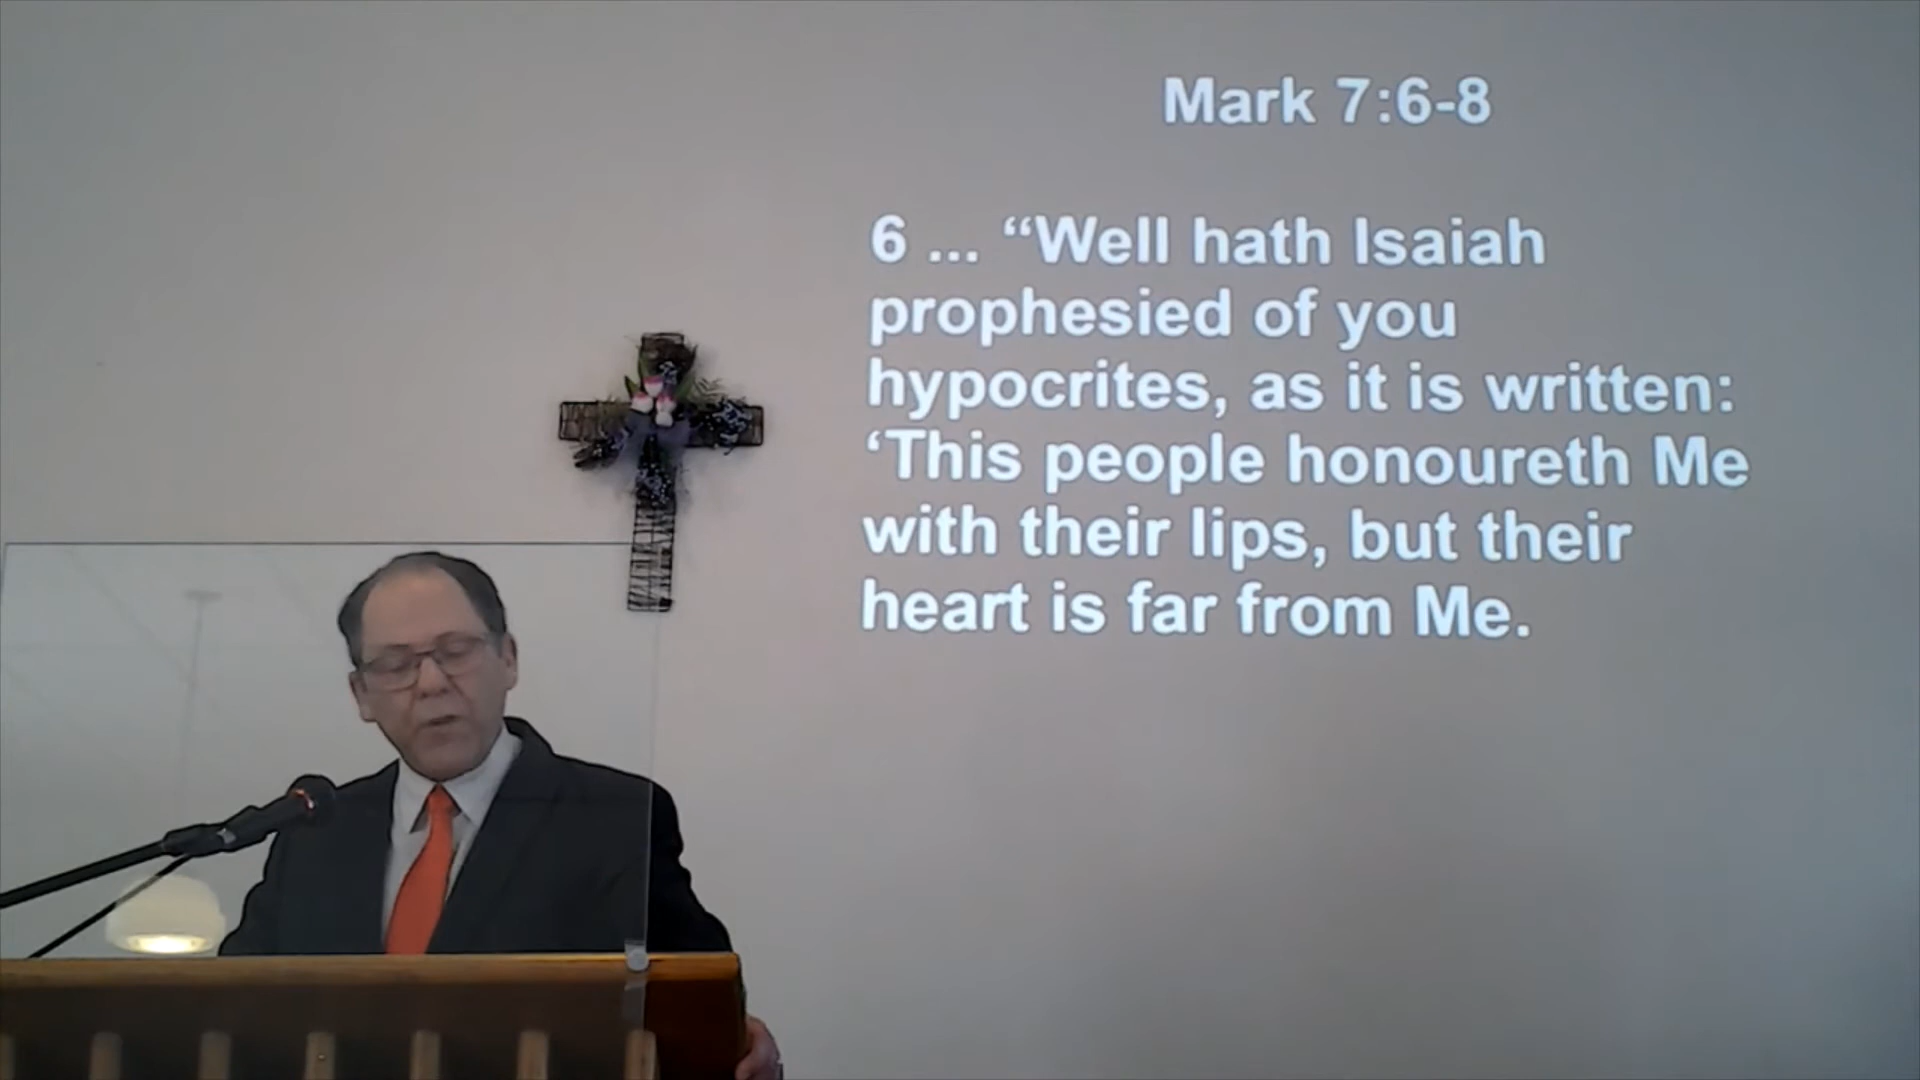 Mark 7:6-8
6 ... “Well hath Isaiah
prophesied of you
hypocrites, as it is written:
‘This people honoureth Me
with their lips, but their
heart is far from Me.